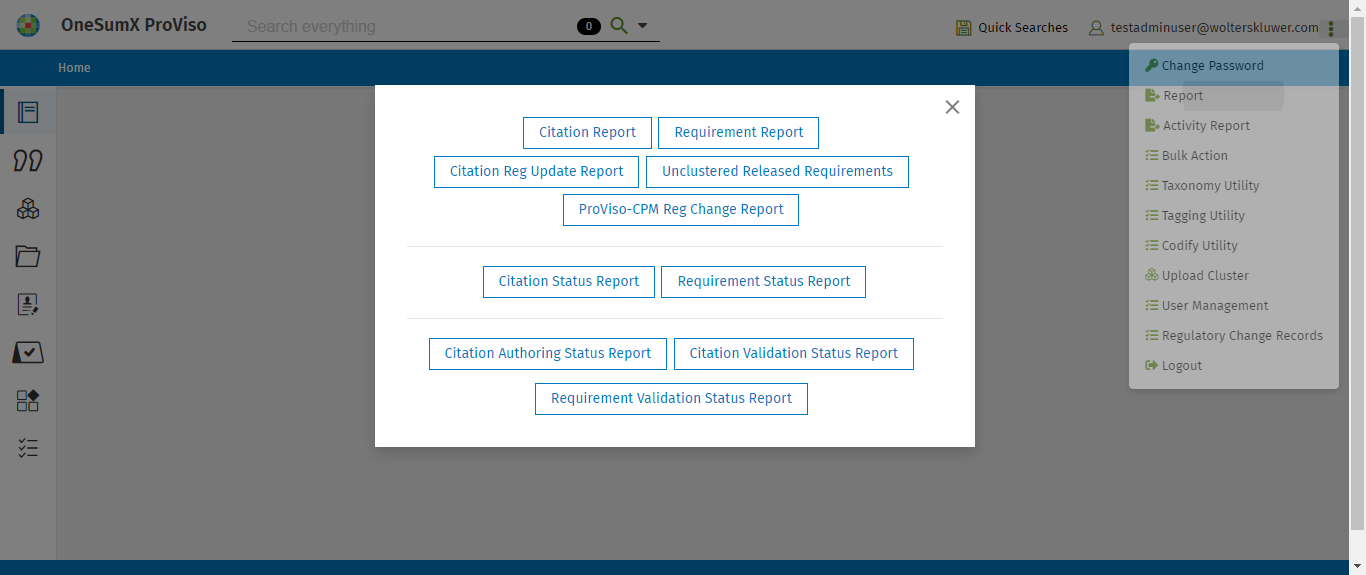 OneSumX ProViso
Search everything
0
Quick Searches
testadminuser@wolterskluwer.com
Home
Change Password
Report
Activity Report
Bulk Action
Taxonomy Utility
Tagging Utility
Codify Utility
Upload Cluster
User Management
Regulatory Change Records
Logout
Citation Report Requirement Report
Citation Reg Update Report Unclustered Released Requirements
ProViso-CPM Reg Change Report
Citation Status Report Requirement Status Report
Citation Authoring Status Report Citation Validation Status Report
Requirement Validation Status Report